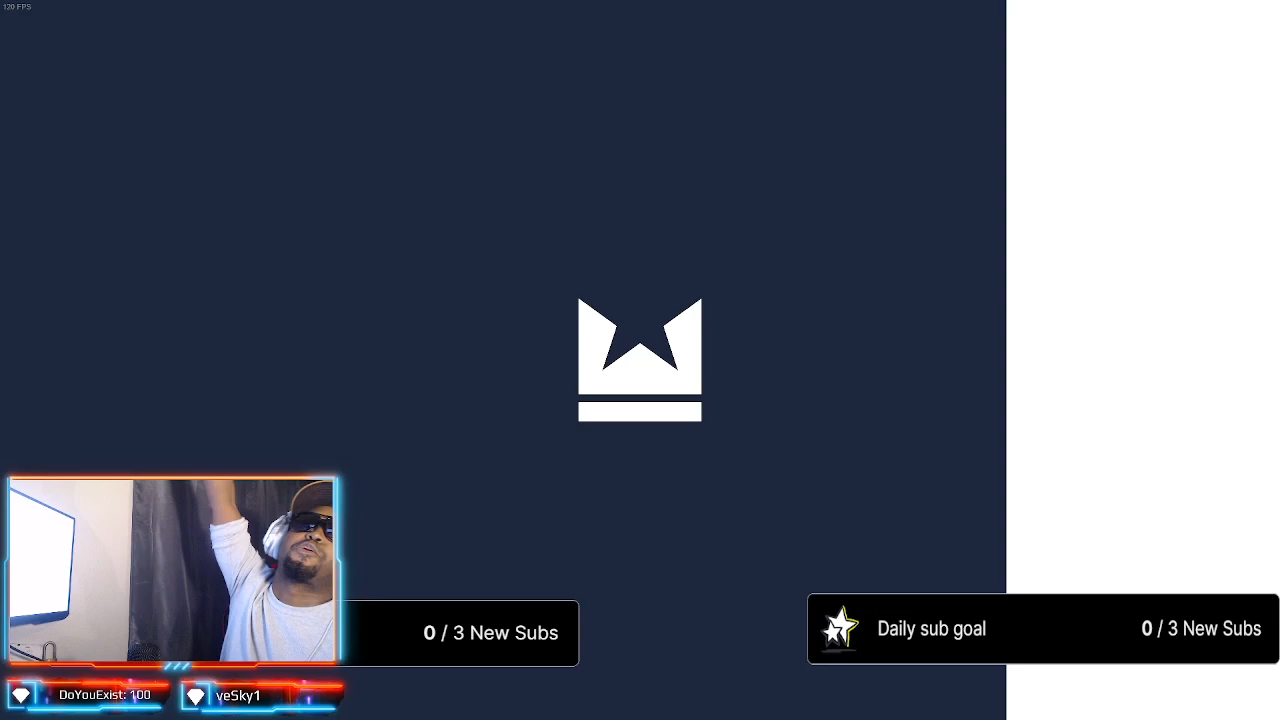 120 FPS
0 / 3 New Subs
Daily sub goal
0 / 3 New Subs
DoYouExist: 100
veSky1